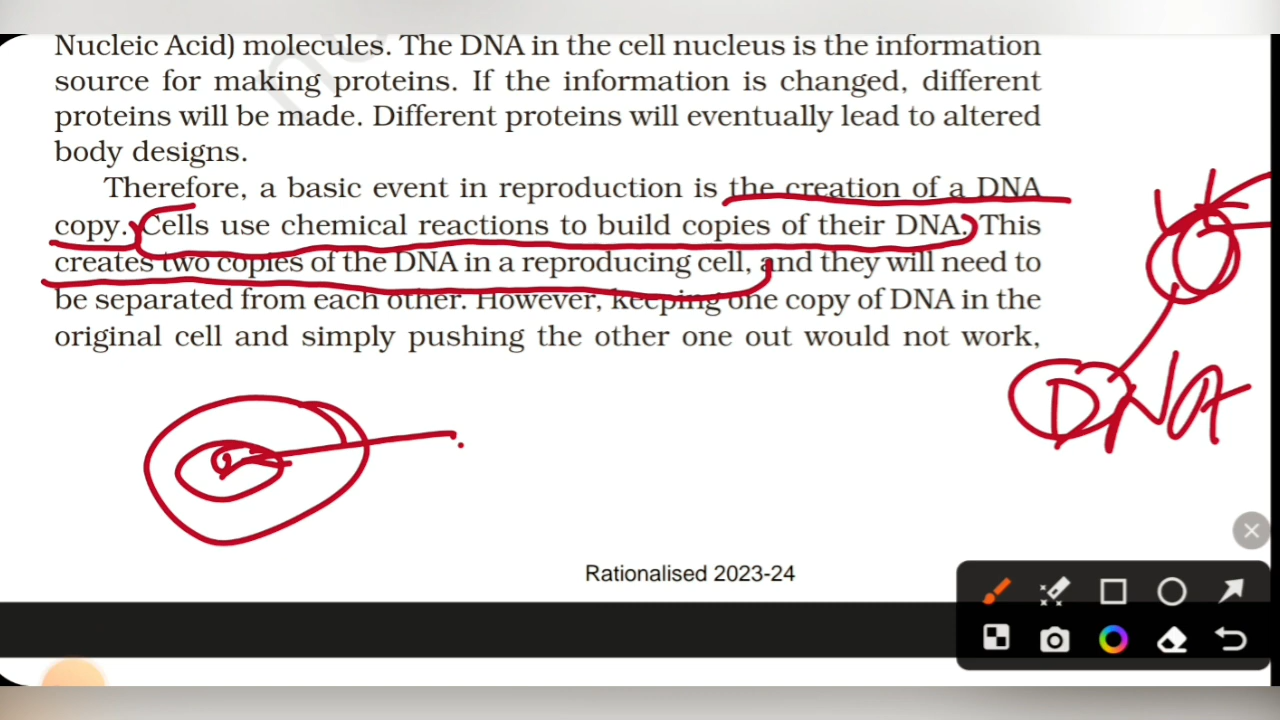 Nucleic Acid) molecules. The DNA in the cell nucleus is the information
source for making proteins. If the information is changed, different
proteins will be made. Different proteins will eventually lead to altered
body designs.
Therefore, a basic event in reproduction is the creation of a DNA
copy. Cells use chemical reactions to build copies of their DNA. This
creates two copies of the DNA in a reproducing cell, and they will need to
be separated from each other. However, keeping one copy of DNA in the
original cell and simply pushing the other one out would not work,
DNA
Rationalised 2023-24